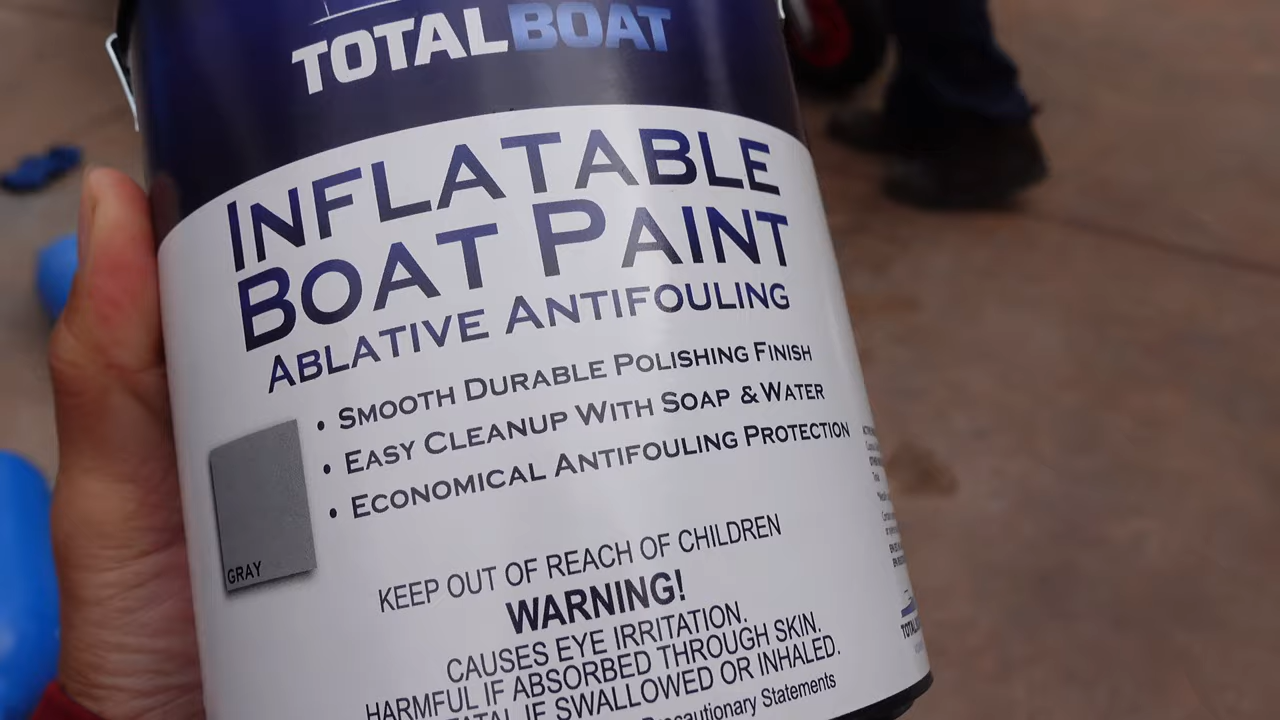 TOTALBOAT
INFLATABLE
BOAT PAINT
ABLATIVE ANTIFOULING
• SMOOTH DURABLE POLISHING FINISH
• EASY CLEANUP WITH SOAP & WATER
• ECONOMICAL ANTIFOULING PROTECTION
GRAY
KEEP OUT OF REACH OF CHILDREN
WARNING!
CAUSES EYE IRRITATION.
HARMFUL IF ABSORBED THROUGH SKIN.
FATAL IF SWALLOWED OR INHALED.
Precautionary Statements